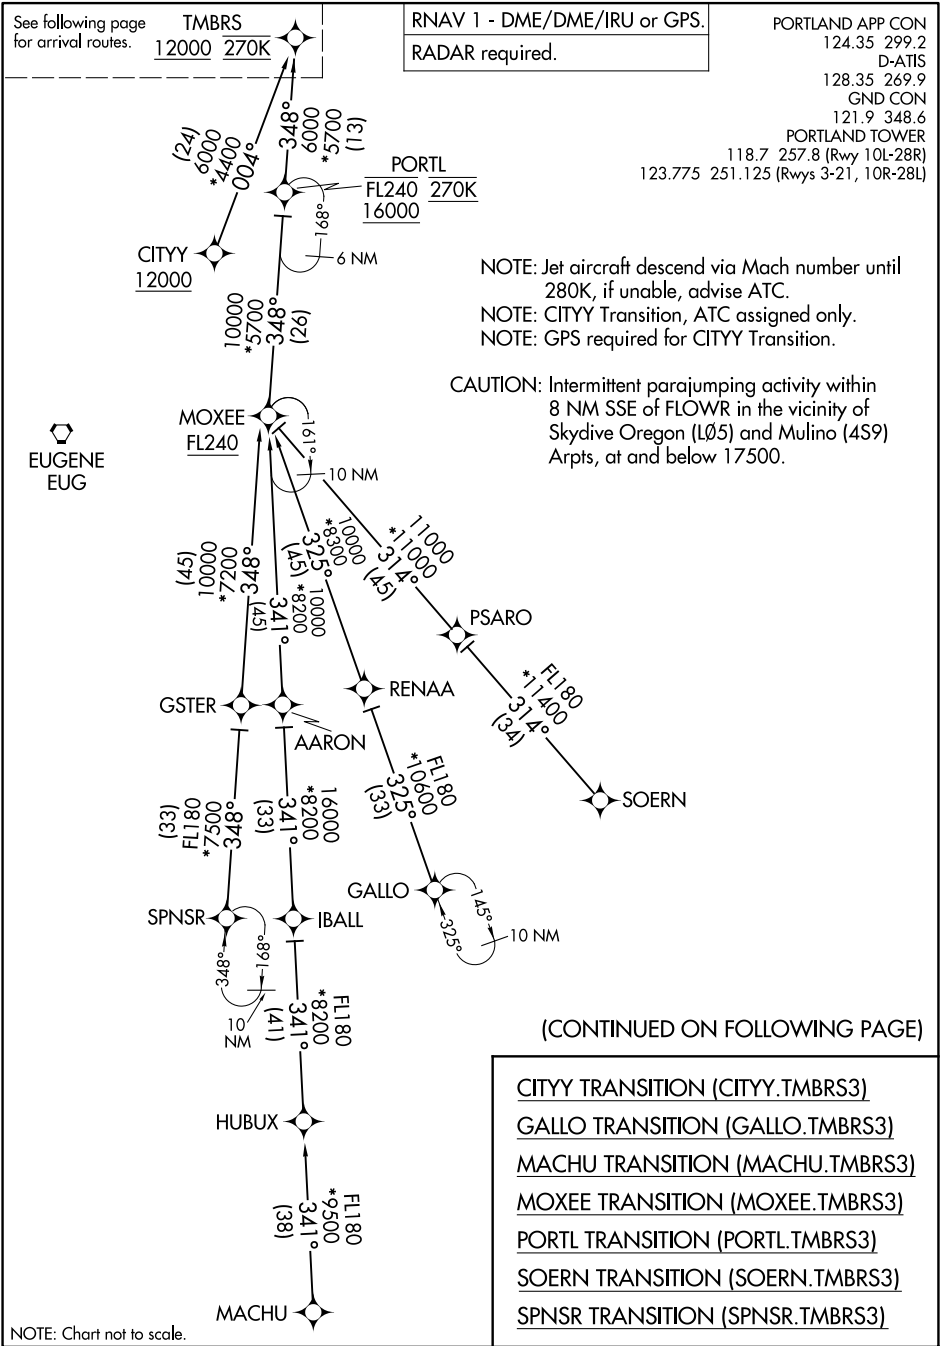 See following page
for arrival routes.
TMBRS
12000 270K
RNAV 1 - DME/DME/IRU or GPS.
RADAR required.
PORTLAND APP CON
124.35 299.2
D-ATIS
128.35 269.9
GND CON
121.9 348.6
PORTLAND TOWER
118.7 257.8 (Rwy 10L-28R)
123.775 251.125 (Rwys 3-21, 10R-28L)
348°
6000
*5700
(13)
004°
*4400
6000
(24)
PORTL
FL240 270K
16000
168°
6 NM
CITYY
12000
10000
*5700
348°
(26)
NOTE: Jet aircraft descend via Mach number until
280K, if unable, advise ATC.
NOTE: CITYY Transition, ATC assigned only.
NOTE: GPS required for CITYY Transition.
CAUTION: Intermittent parajumping activity within
8 NM SSE of FLOWR in the vicinity of
Skydive Oregon (LØ5) and Mulino (4S9)
Arpts, at and below 17500.
MOXEE
FL240
161°
10 NM
EUGENE
EUG
(45)
10000
*7200
348°
10000
*8200
341°
(45)
10000
*8300
325°
(45)
11000
*11000
314°
(45)
PSARO
GSTER
AARON
RENAA
FL180
*11400
314°
(34)
SOERN
(33)
FL180
*7500
348°
16000
*8200
341°
(33)
FL180
*10600
325°
(33)
GALLO
145°
325°
10 NM
SPNSR
IBALL
348°
168°
10
NM
FL180
*8200
341°
(41)
HUBUX
FL180
*9500
341°
(38)
MACHU
NOTE: Chart not to scale.
(CONTINUED ON FOLLOWING PAGE)
CITYY TRANSITION (CITYY.TMBRS3)
GALLO TRANSITION (GALLO.TMBRS3)
MACHU TRANSITION (MACHU.TMBRS3)
MOXEE TRANSITION (MOXEE.TMBRS3)
PORTL TRANSITION (PORTL.TMBRS3)
SOERN TRANSITION (SOERN.TMBRS3)
SPNSR TRANSITION (SPNSR.TMBRS3)